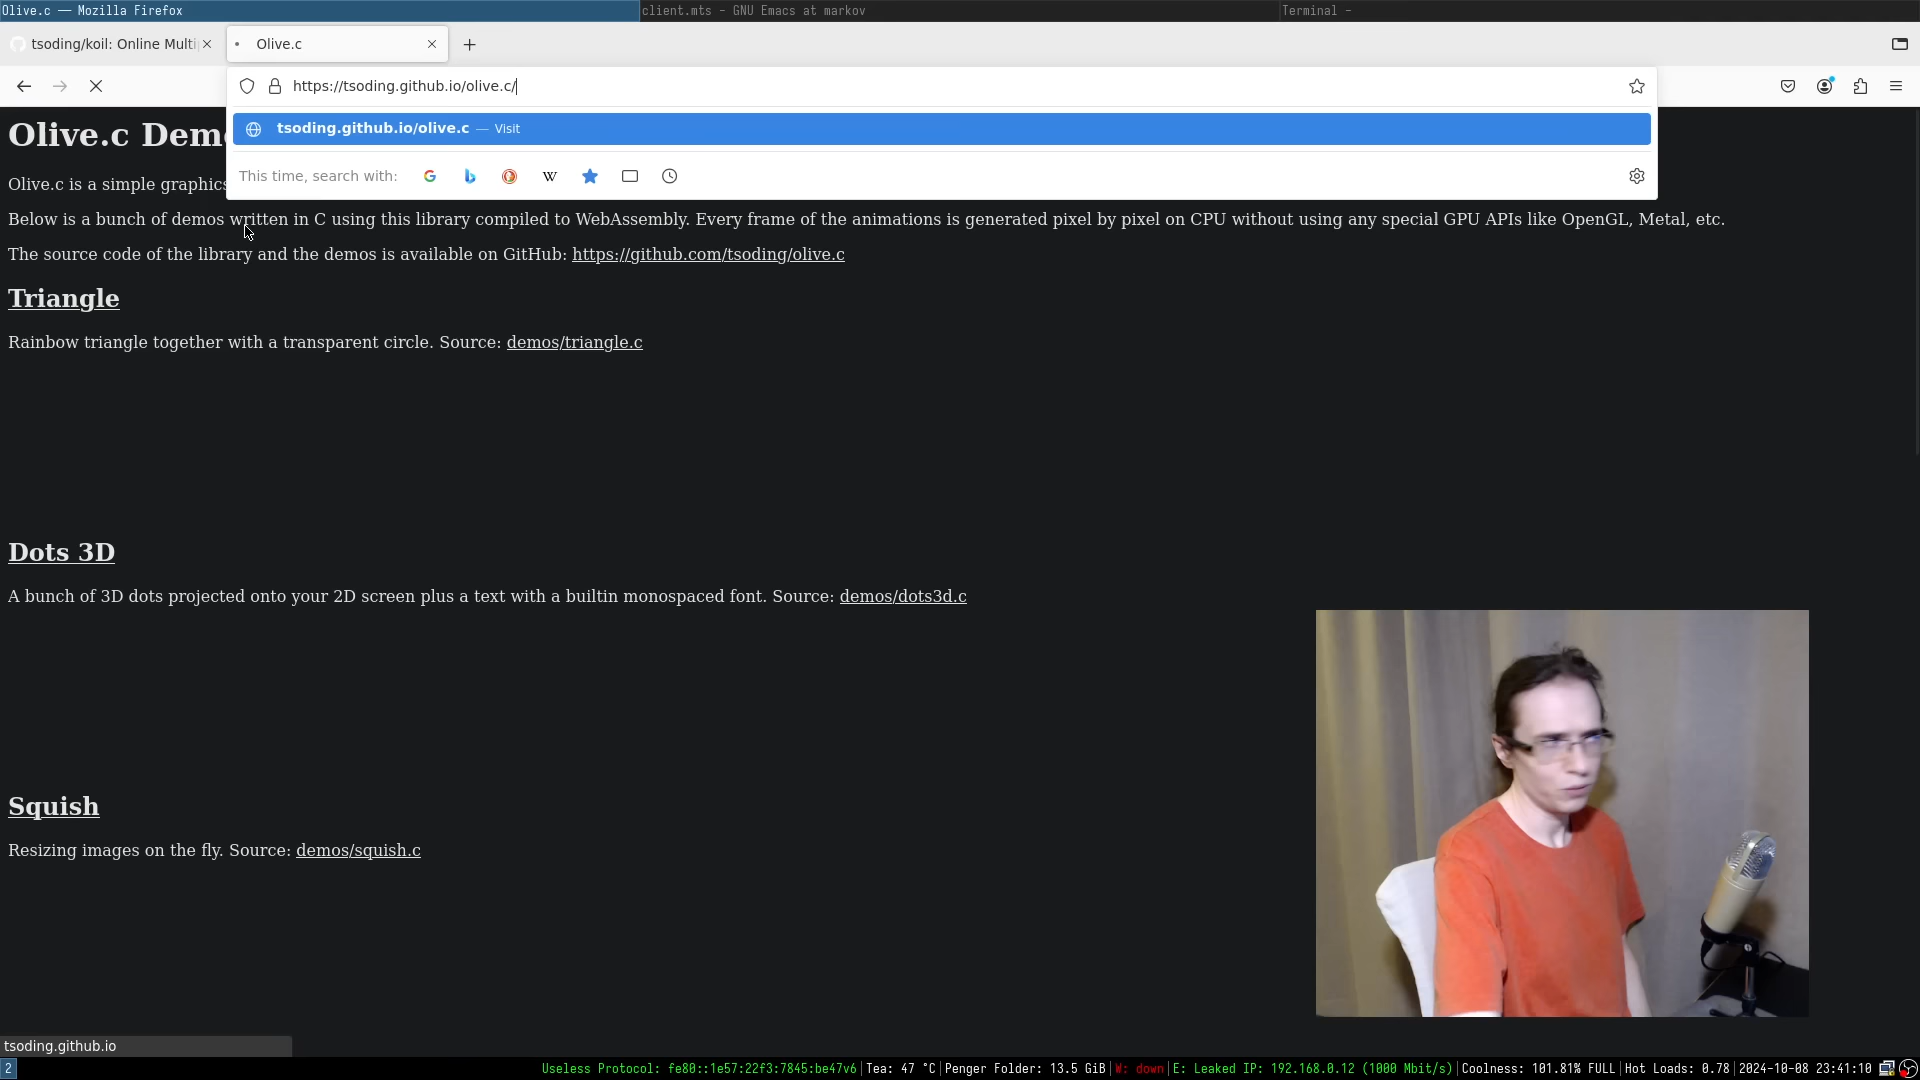 Olive.c — Mozilla Firefox
client.mts - GNU Emacs at markov
Terminal -
tsoding/koil: Online Multi
Olive.c
https://tsoding.github.io/olive.c/
tsoding.github.io/olive.c — Visit
This time, search with:
Olive.c Dem
Olive.c is a simple graphics
Below is a bunch of demos written in C using this library compiled to WebAssembly. Every frame of the animations is generated pixel by pixel on CPU without using any special GPU APIs like OpenGL, Metal, etc.
The source code of the library and the demos is available on GitHub: https://github.com/tsoding/olive.c
Triangle
Rainbow triangle together with a transparent circle. Source: demos/triangle.c
Dots 3D
A bunch of 3D dots projected onto your 2D screen plus a text with a builtin monospaced font. Source: demos/dots3d.c
Squish
Resizing images on the fly. Source: demos/squish.c
tsoding.github.io
2
Useless Protocol: fe80::1e57:22f3:7845:be47v6|Tea: 47 °C|Penger Folder: 13.5 GiB|W: down|E: Leaked IP: 192.168.0.12 (1000 Mbit/s)|Coolness: 101.81% FULL|Hot Loads: 0.78|2024-10-08 23:41:10